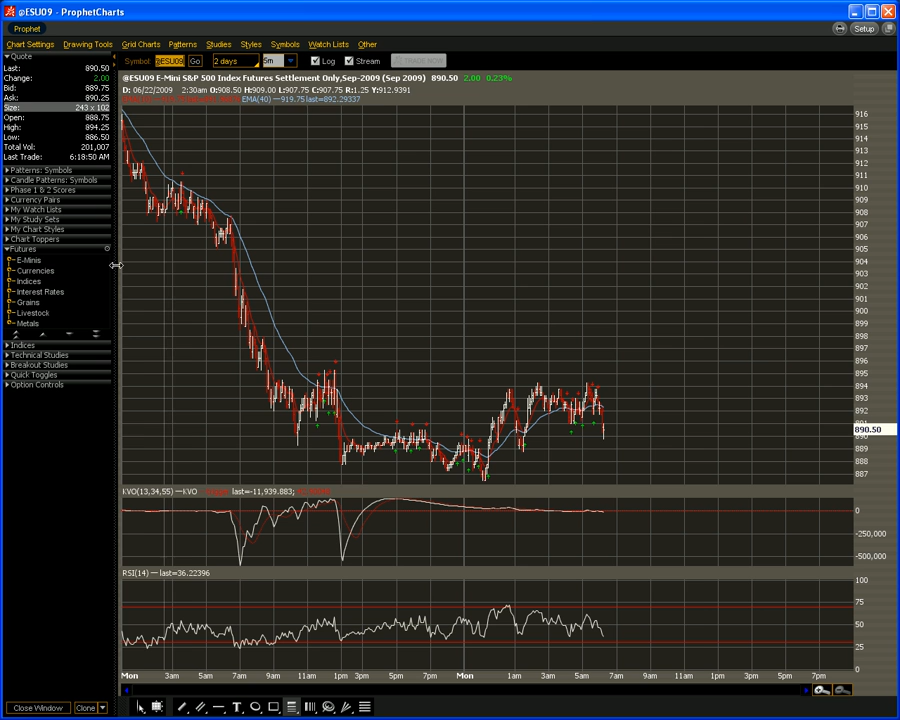 @ESU09 - ProphetCharts
Prophet
Setup
Chart Settings Drawing Tools Grid Charts Patterns Studies Styles Symbols Watch Lists Other
Quote
Symbol @ESU09 Go 2 days 5m Log Stream
Last: 890.50
Change: 2.00
Bid: 889.75
Ask: 890.25
Size: 243 x 102
Open: 888.75
High: 894.25
Low: 886.50
Total Vol: 201,007
Last Trade: 6:18:50 AM
Patterns: Symbols
Candle Patterns: Symbols
Phase 1 & 2 Scores
Currency Pairs
My Watch Lists
My Study Sets
My Chart Styles
Chart Toppers
Futures
E-Minis
Currencies
Indices
Interest Rates
Grains
Livestock
Metals
Indices
Technical Studies
Breakout Studies
Quick Toggles
Option Controls
@ESU09 E-Mini S&P 500 Index Futures Settlement Only,Sep-2009 (Sep 2009) 890.50 2.00 0.23%
D: 06/22/2009 2:30am O:908.50 H:909.00 L:907.75 C:907.75 R:1.25 Y:912.9391
EMA(40) —919.75 last=892.29337
916
915
914
913
912
911
910
909
908
907
906
905
904
903
902
901
900
899
898
897
896
895
894
893
892
891
890.50
890
889
888
887
KVO(13,34,55) —KVO last=-11,939.883;
0
-250,000
-500,000
RSI(14) — last=36.22396
100
75
50
25
0
Mon 3am 5am 7am 9am 11am 1pm 3pm 5pm 7pm Mon 1am 3am 5am 7am 9am 11am 1pm 3pm 5pm 7pm
Close Window Clone